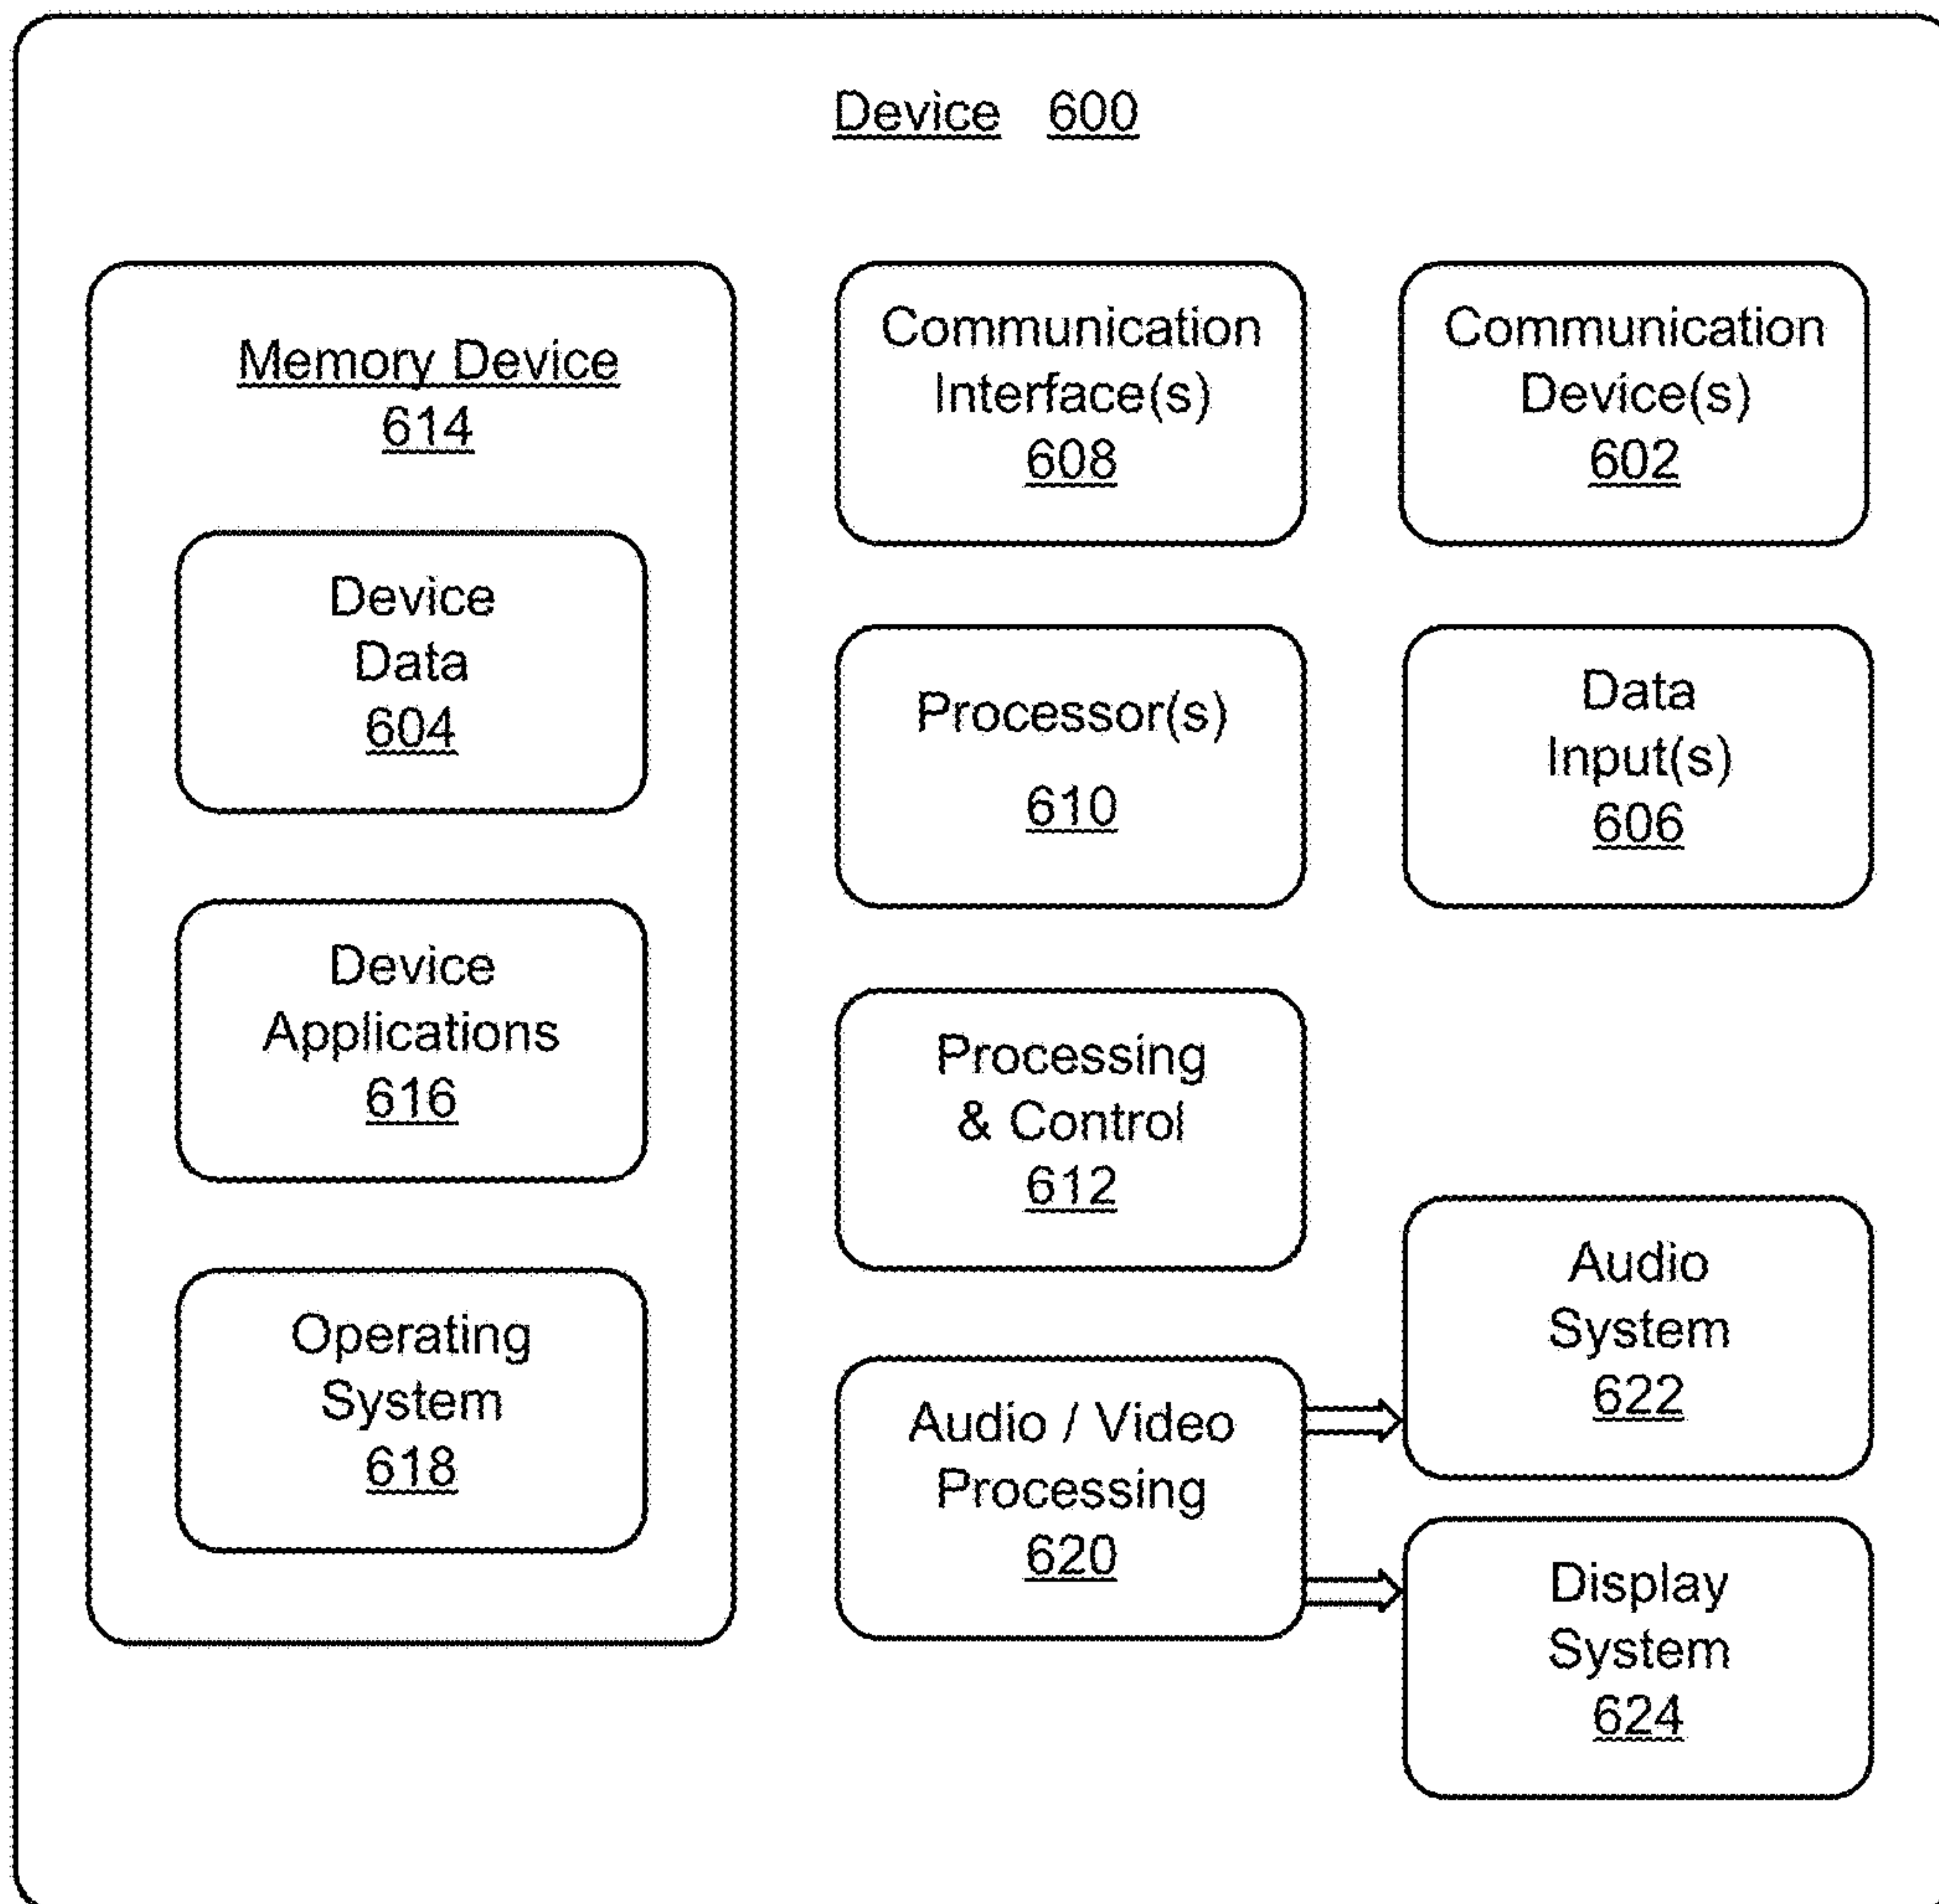 Device 600
Memory Device
614
Device
Data
604
Device
Applications
616
Operating
System
618
Communication
Interface(s)
608
Processor(s)
610
Processing
& Control
612
Audio / Video
Processing
620
Communication
Device(s)
602
Data
Input(s)
606
Audio
System
622
Display
System
624